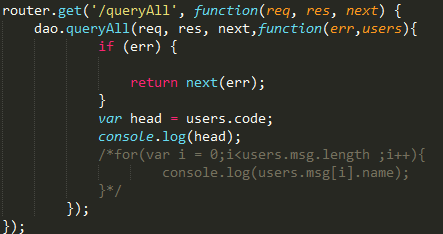 router.get('/queryAll', function(req, res, next) {
dao.queryAll(req, res, next,function(err,users){
if (err) {
return next(err);
}
var head = users.code;
console.log(head);
/*for(var i = 0;i<users.msg.length ;i++){
console.log(users.msg[i].name);
}*/
});
});